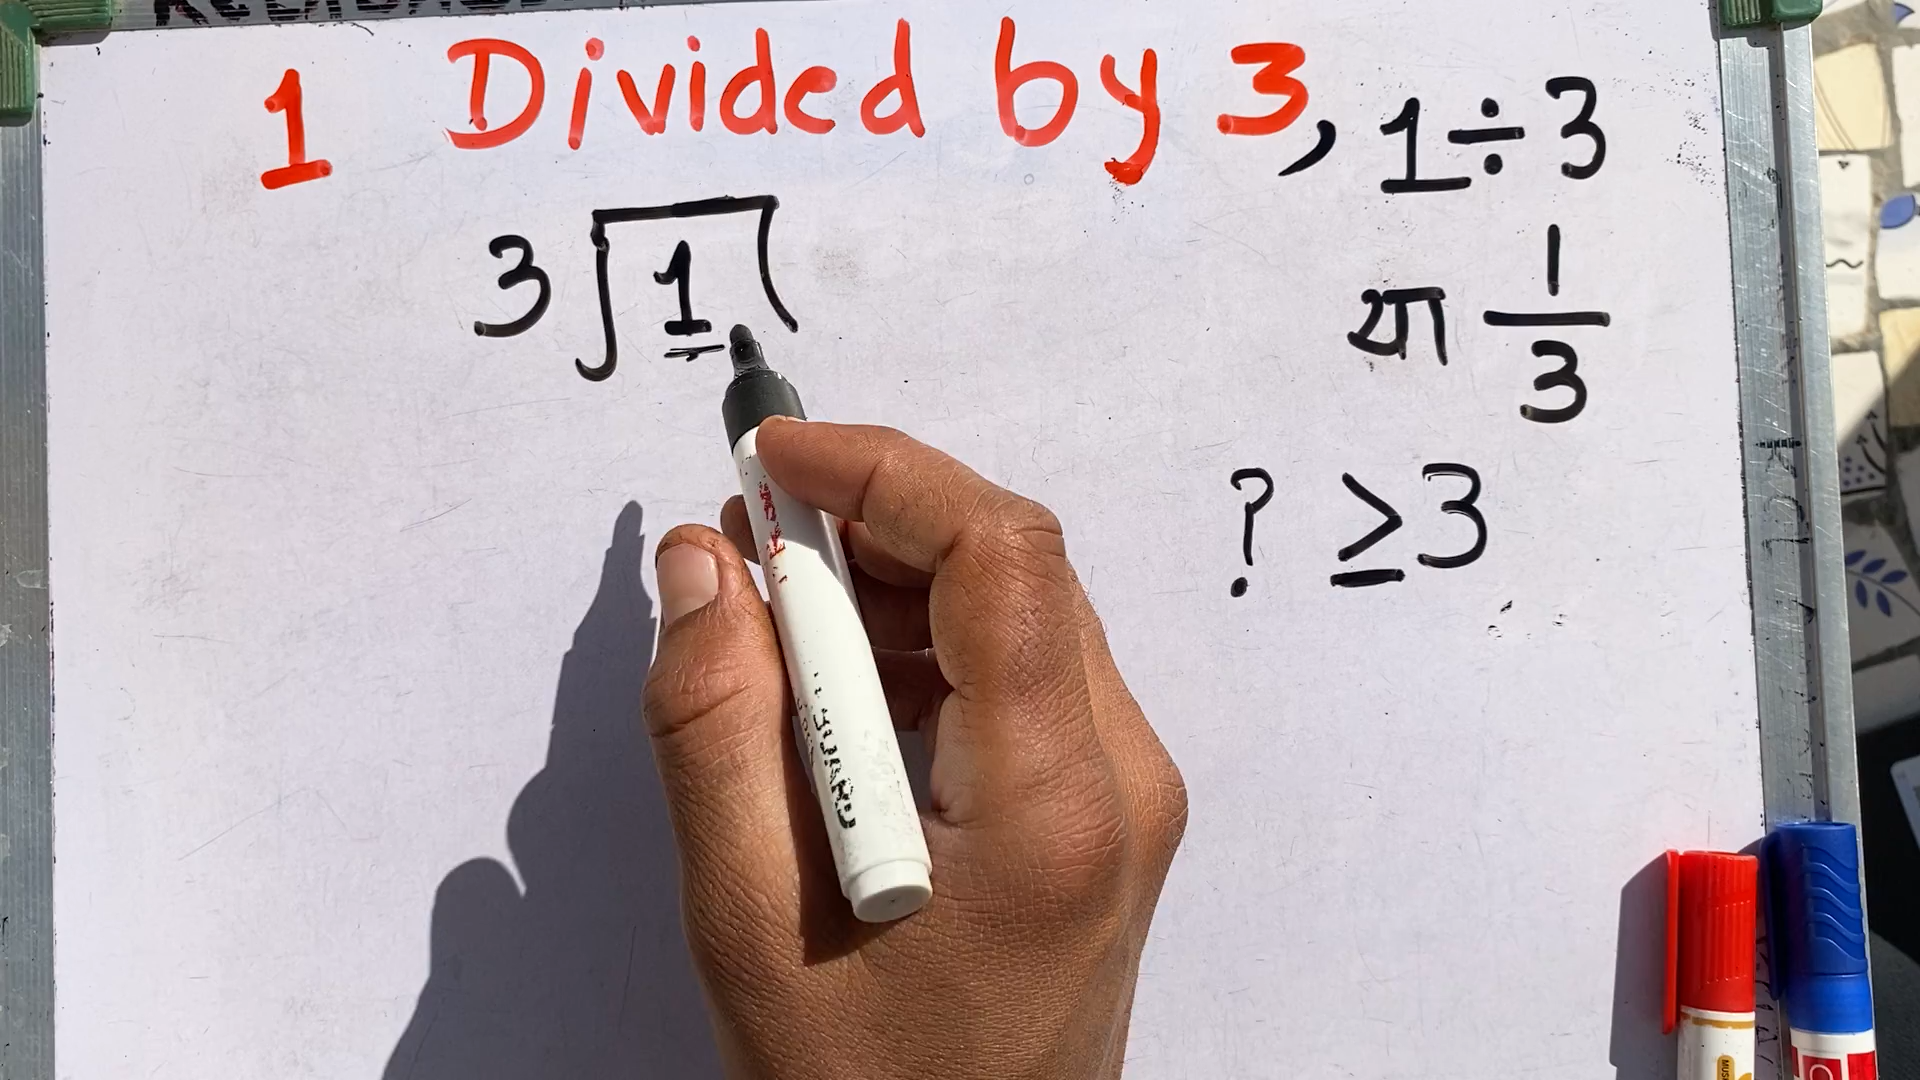 1 Divided by 3, 1÷3
3 1
या 1/3
? ≥3